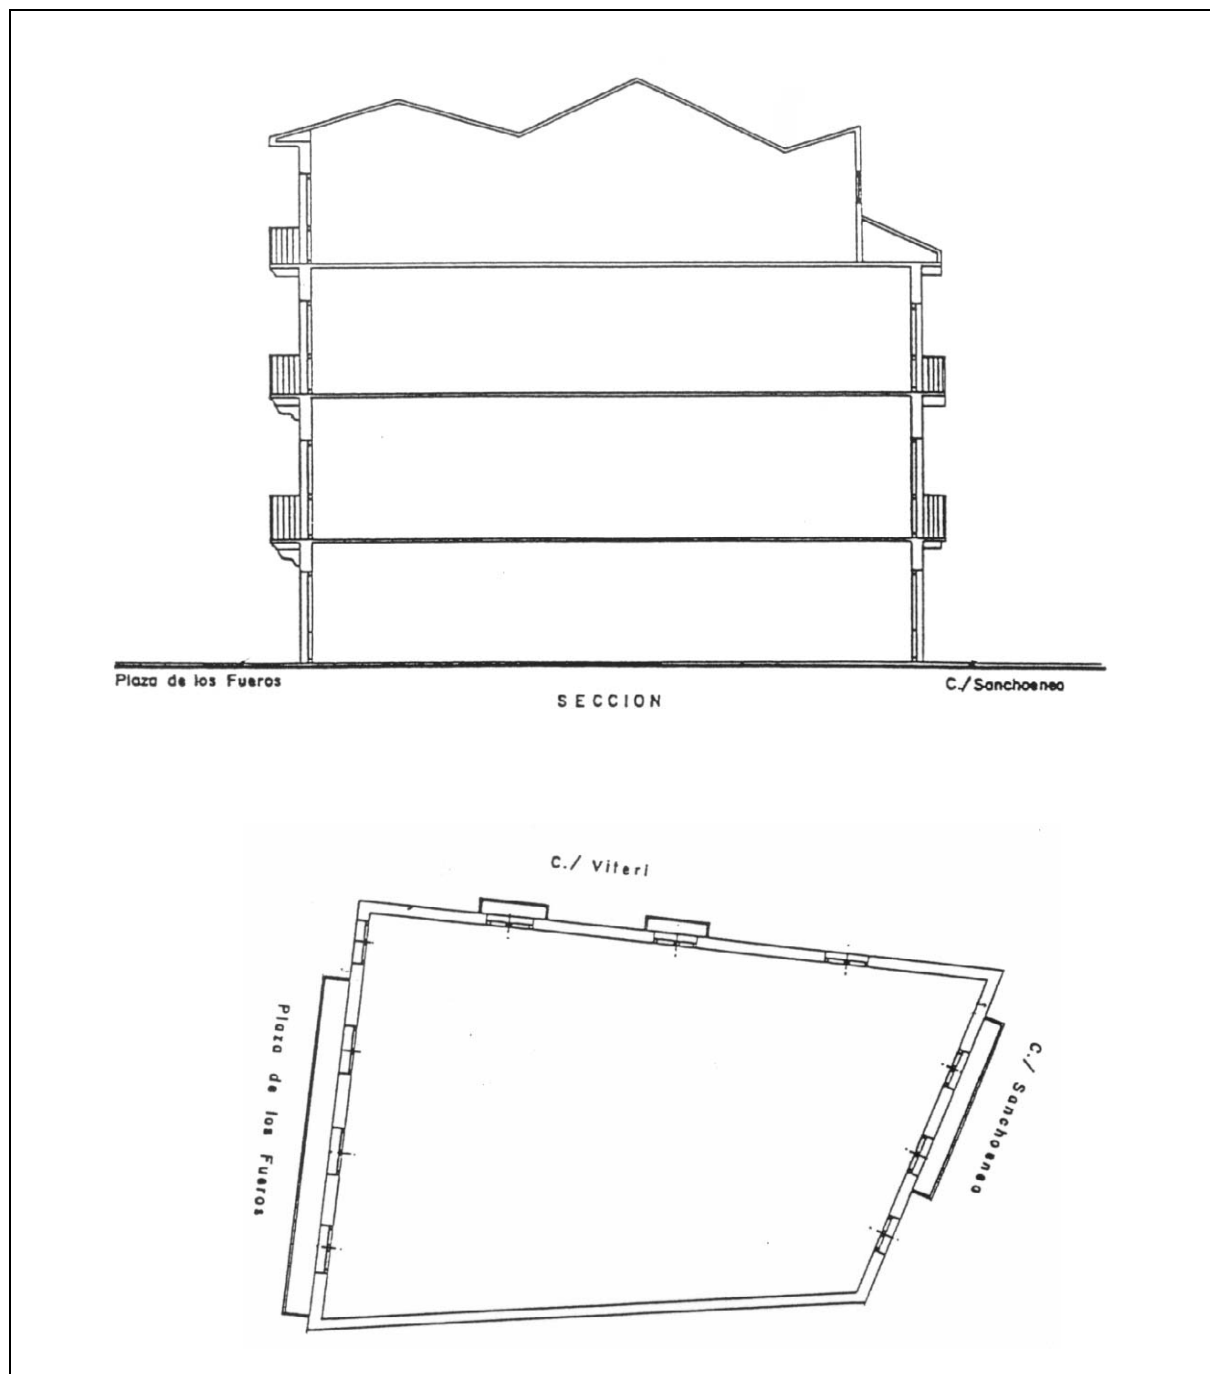 Plaza de los Fueros
C./Sanchoenea
SECCION
C./ Viteri
Plaza de los Fueros
C./ Sanchoenea